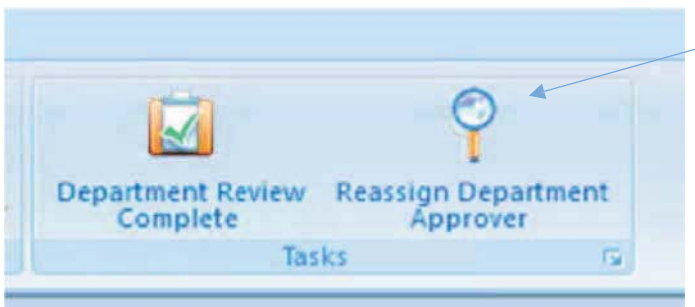 Department Review
Complete
Reassign Department
Approver
Tasks